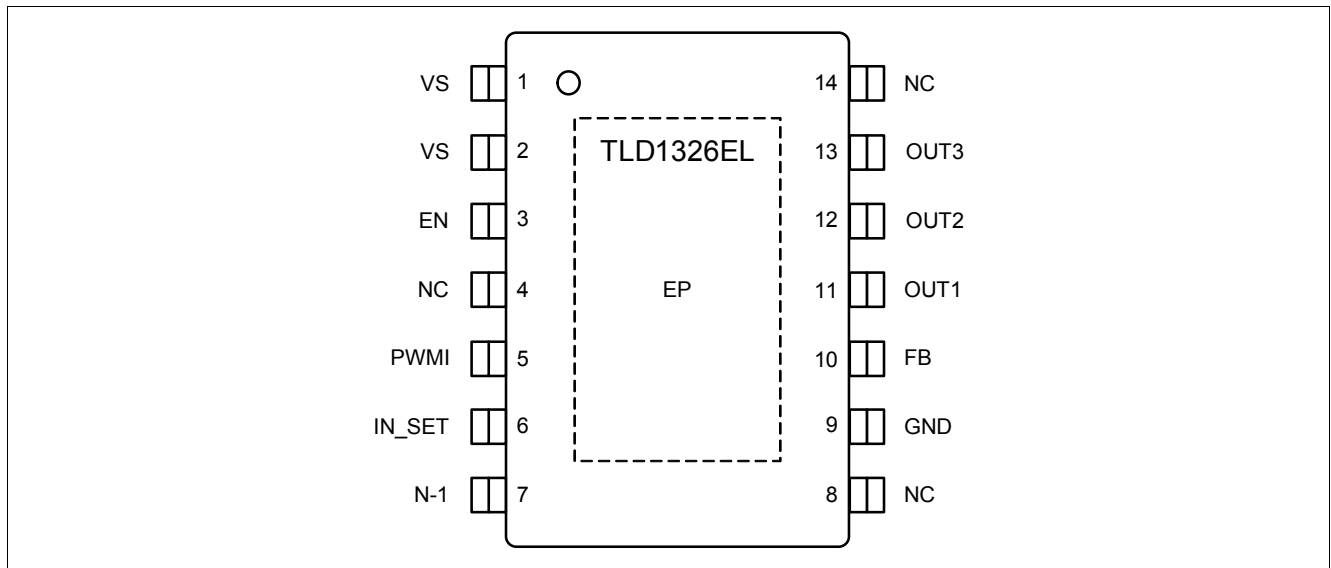 VS 1 14 NC
VS 2 TLD1326EL 13 OUT3
EN 3 12 OUT2
NC 4 EP 11 OUT1
PWMI 5 10 FB
IN_SET 6 9 GND
N-1 7 8 NC